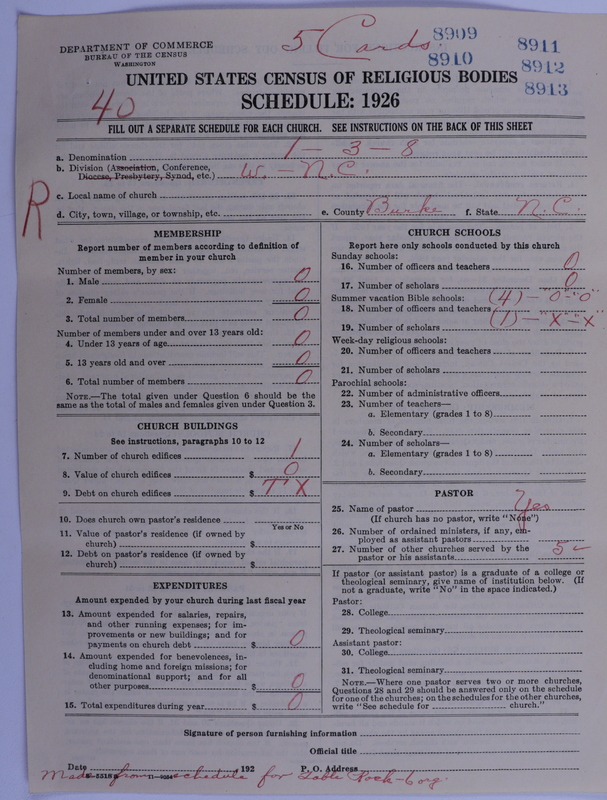 5 Cards.
8909
8910
8911
8912
8913
DEPARTMENT OF COMMERCE
BUREAU OF THE CENSUS
WASHINGTON
UNITED STATES CENSUS OF RELIGIOUS BODIES
40
SCHEDULE: 1926
FILL OUT A SEPARATE SCHEDULE FOR EACH CHURCH. SEE INSTRUCTIONS ON THE BACK OF THIS SHEET
a. Denomination 1 – 3 – 8
b. Division (Association, Conference, Diocese, Presbytery, Synod, etc.) W. – N.C.
R
c. Local name of church
d. City, town, village, or township, etc. e. County Burke f. State N.C.
MEMBERSHIP
Report number of members according to definition of
member in your church
Number of members, by sex:
1. Male 0
2. Female 0
3. Total number of members 0
Number of members under and over 13 years old:
4. Under 13 years of age 0
5. 13 years old and over 0
6. Total number of members 0
NOTE.—The total given under Question 6 should be the
same as the total of males and females given under Question 3.
CHURCH BUILDINGS
See instructions, paragraphs 10 to 12
7. Number of church edifices 1
8. Value of church edifices $ 0
9. Debt on church edifices $ T X
10. Does church own pastor's residence
Yes or No
11. Value of pastor's residence (if owned by
church) $
12. Debt on pastor's residence (if owned by
church) $
EXPENDITURES
Amount expended by your church during last fiscal year
13. Amount expended for salaries, repairs,
and other running expenses; for im-
provements or new buildings; and for
payments on church debt $ 0
14. Amount expended for benevolences, in-
cluding home and foreign missions; for
denominational support; and for all
other purposes $ 0
15. Total expenditures during year $ 0
CHURCH SCHOOLS
Report here only schools conducted by this church
Sunday schools:
16. Number of officers and teachers 0
17. Number of scholars 0
Summer vacation Bible schools: (4) – "0"–"0"
18. Number of officers and teachers
(1) – "X – X"
19. Number of scholars
Week-day religious schools:
20. Number of officers and teachers
21. Number of scholars
Parochial schools:
22. Number of administrative officers
23. Number of teachers—
a. Elementary (grades 1 to 8)
b. Secondary
24. Number of scholars—
a. Elementary (grades 1 to 8)
b. Secondary
PASTOR
25. Name of pastor Yes
(If church has no pastor, write "None")
26. Number of ordained ministers, if any, em-
ployed as assistant pastors
27. Number of other churches served by the
pastor or his assistants 5
If pastor (or assistant pastor) is a graduate of a college or
theological seminary, give name of institution below. (If
not a graduate, write "No" in the space indicated.)
Pastor:
28. College
29. Theological seminary
Assistant pastor:
30. College
31. Theological seminary
NOTE.—Where one pastor serves two or more churches,
Questions 28 and 29 should be answered only on the schedule
for one of the churches; on the schedules for the other churches,
write "See schedule for church."
Signature of person furnishing information
Official title
Date 192 P. O. Address
Made from schedule for Table Rock - Corg.